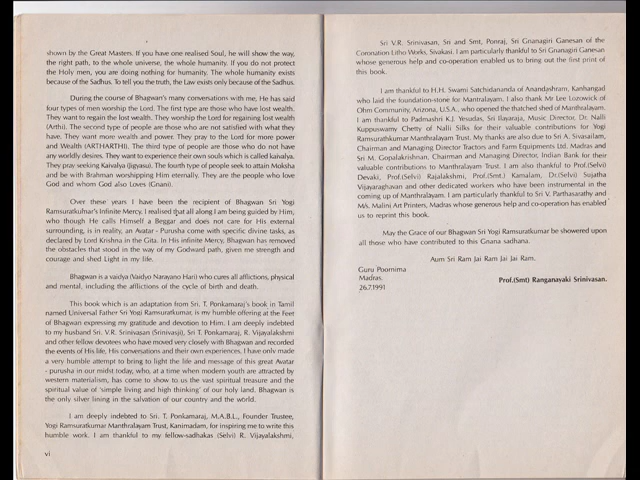 shown by the Great Masters. If you have one realised Soul, he will show the way,
the right path, to the whole universe, the whole humanity. If you do not protect
the Holy men, you are doing nothing for humanity. The whole humanity exists
because of the Sadhus. To tell you the truth, the Law exists only because of the Sadhus.
During the course of Bhagwan's many conversations with me, He has said
four types of men worship the Lord. The first type are those who have lost wealth.
They want to regain the lost wealth. They worship the Lord for regaining lost wealth
(Arthi). The second type of people are those who are not satisfied with what they
have. They want more wealth and power. They pray to the Lord for more power
and Wealth (ARTHARTHI). The third type of people are those who do not have
any worldly desires. They want to experience their own souls which is called kaivalya.
They pray seeking Kaivalya (Jigyasu). The fourth type of people seek to attain Moksha
and be with Brahman worshipping Him eternally. They are the people who love
God and whom God also Loves (Gnani).
Over these years I have been the recipient of Bhagwan Sri Yogi
Ramsuratkumar's Infinite Mercy. I realised that all along I am being guided by Him,
who though He calls Himself a Beggar and does not care for His external
surrounding, is in reality, an Avatar - Purusha come with specific divine tasks, as
declared by Lord Krishna in the Gita. In His infinite Mercy, Bhagwan has removed
the obstacles that stood in the way of my Godward path, given me strength and
courage and shed Light in my life.
Bhagwan is a vaidya (Vaidyo Narayano Hari) who cures all afflictions, physical
and mental, including the afflictions of the cycle of birth and death.
This book which is an adaptation from Sri. T. Ponkamaraj's book in Tamil
named Universal Father Sri Yogi Ramsuratkumar, is my humble offering at the Feet
of Bhagwan expressing my gratitude and devotion to Him. I am deeply indebted
to my husband Sri. V.R. Srinivasan (Srinivasji), Sri T. Ponkamaraj, R. Vijayalakshmi
and other fellow devotees who have moved very closely with Bhagwan and recorded
the events of His life, His conversations and their own experiences. I have only made
a very humble attempt to bring to light the life and message of this great Avatar
- purusha in our midst today, who, at a time when modern youth are attracted by
western materialism, has come to show to us the vast spiritual treasure and the
spiritual value of 'simple living and high thinking' of our holy land. Bhagwan is
the only silver lining in the salvation of our country and the world.
I am deeply indebted to Sri. T. Ponkamaraj, M.A.B.L., Founder Trustee,
Yogi Ramsuratkumar Manthralayam Trust, Kanimadam, for inspiring me to write this
humble work. I am thankful to my fellow-sadhakas (Selvi) R. Vijayalakshmi,
vi
Sri V.R. Srinivasan, Sri and Smt, Ponraj, Sri Gnanagiri Ganesan of the
Coronation Litho Works, Sivakasi. I am particularly thankful to Sri Gnanagiri Ganesan
whose generous help and co-operation enabled us to bring out the first print of
this book.
I am thankful to H.H. Swami Satchidananda of Anandashram, Kanhangad
who laid the foundation-stone for Mantralayam. I also thank Mr Lee Lozowick of
Ohm Community, Arizona, U.S.A., who opened the thatched shed of Manthralayam.
I am thankful to Padmashri K.J. Yesudas, Sri Ilayaraja, Music Director, Dr. Nalli
Kuppuswamy Chetty of Nalli Silks for their valuable contributions for Yogi
Ramsuratkumar Manthralayam Trust. My thanks are also due to Sri A. Sivasailam,
Chairman and Managing Director Tractors and Farm Equipments Ltd. Madras and
Sri M. Gopalakrishnan, Chairman and Managing Director, Indian Bank for their
valuable contributions to Manthralayam Trust. I am also thankful to Prof.(Selvi)
Devaki, Prof.(Selvi) Rajalakshmi, Prof.(Smt.) Kamalam, Dr.(Selvi) Sujatha
Vijayaraghavan and other dedicated workers who have been instrumental in the
coming up of Manthralayam. I am particularly thankful to Sri V. Parthasarathy and
M/s. Malini Art Printers, Madras whose generous help and co-operation has enabled
us to reprint this book.
May the Grace of our Bhagwan Sri Yogi Ramsuratkumar be showered upon
all those who have contributed to this Gnana sadhana.
Aum Sri Ram Jai Ram Jai Jai Ram.
Guru Poornima
Madras.
26.7.1991
Prof.(Smt) Ranganayaki Srinivasan.